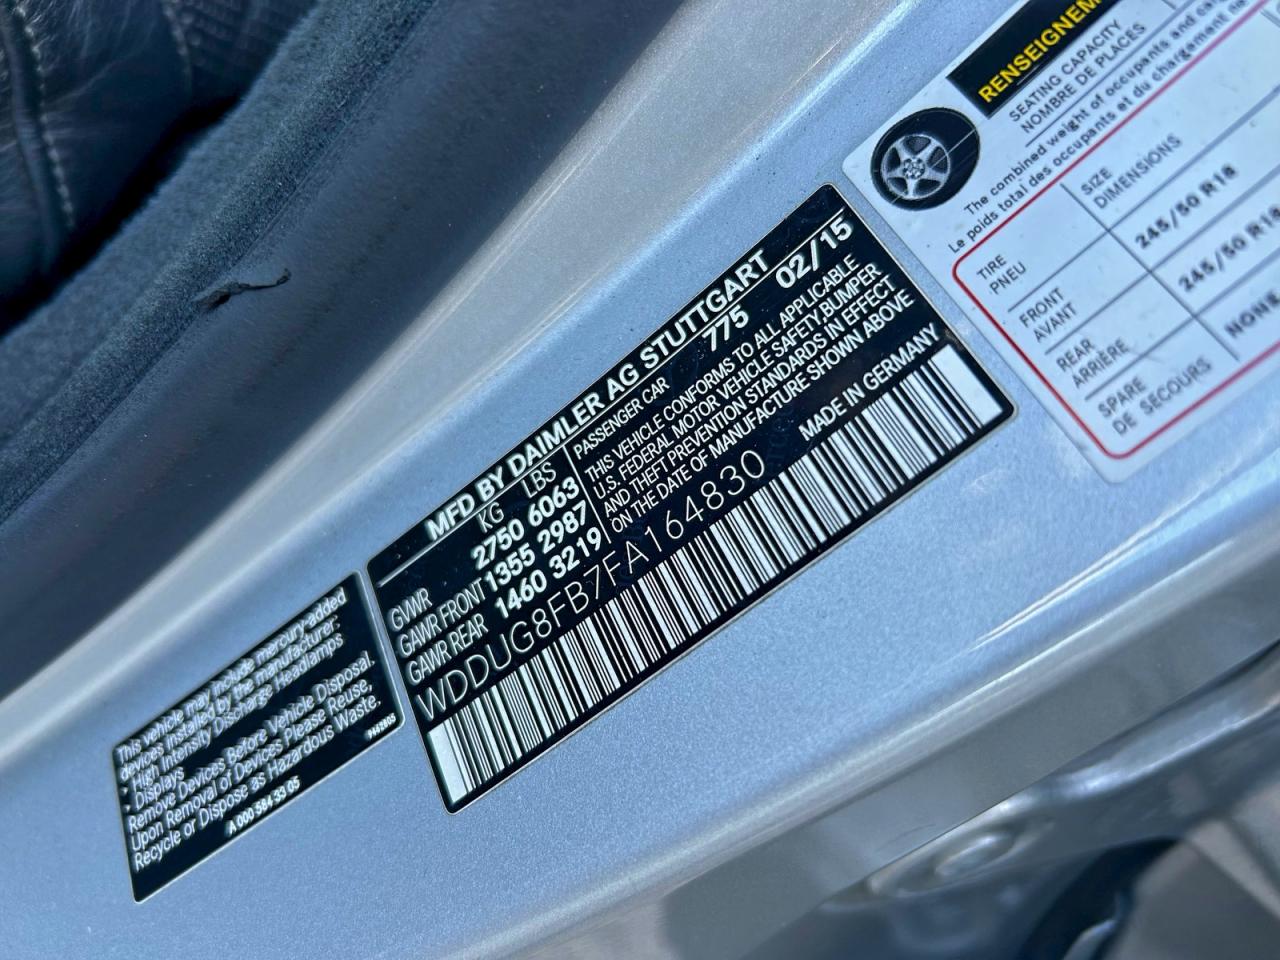 MFD BY DAIMLER AG STUTTGART
KG LBS
GVWR 2750 6063
GAWR FRONT 1355 2987
GAWR REAR 1460 3219
PASSENGER CAR 775 02/15
THIS VEHICLE CONFORMS TO ALL APPLICABLE
U.S. FEDERAL MOTOR VEHICLE SAFETY BUMPER
AND THEFT PREVENTION STANDARDS IN EFFECT
ON THE DATE OF MANUFACTURE SHOWN ABOVE
MADE IN GERMANY
WDDUG8FB7FA164830
This vehicle may include mercury-added
devices installed by the manufacturer:
• High Intensity Discharge Headlamps
• Displays
Remove Devices Before Vehicle Disposal.
Upon Removal of Devices Please Reuse,
Recycle or Dispose as Hazardous Waste.
A 000 584 33 05
SEATING CAPACITY
NOMBRE DE PLACES
The combined weight of occupants and
Le poids total des occupants et du chargement
TIRE
PNEU
SIZE
DIMENSIONS
FRONT
AVANT
245/50 R18
REAR
ARRIÈRE
245/50 R18
SPARE
DE SECOURS
NONE